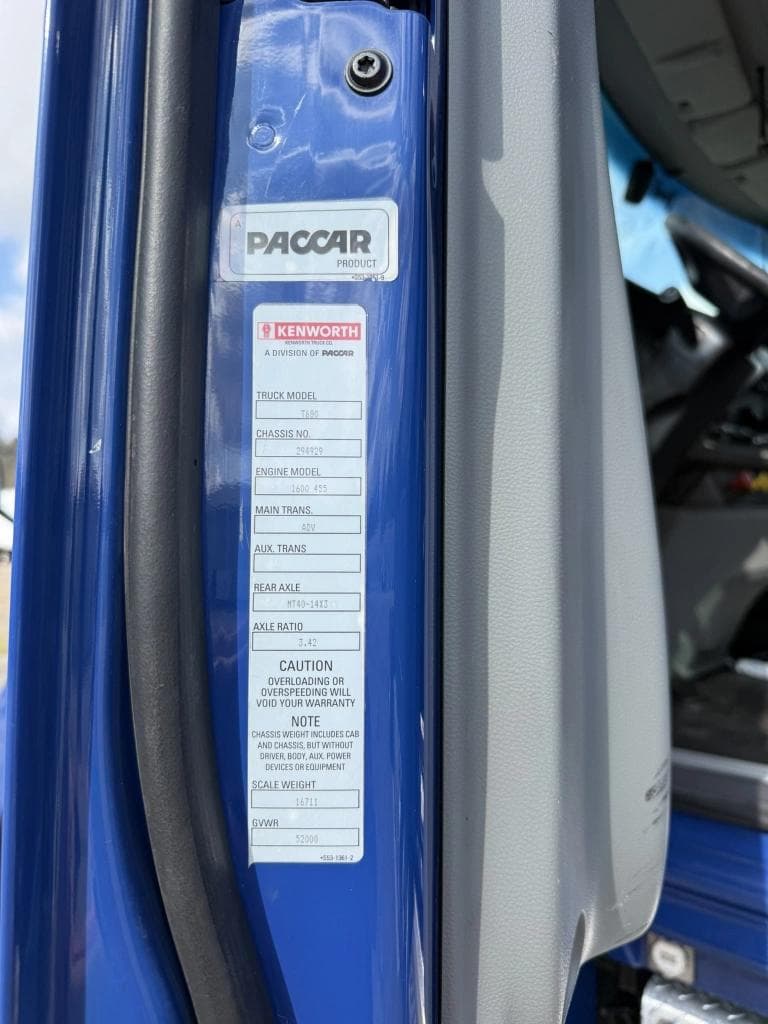 A
PACCAR
PRODUCT
KENWORTH
KENWORTH TRUCK CO.
A DIVISION OF PACCAR
TRUCK MODEL
T680
CHASSIS NO.
294929
ENGINE MODEL
1600 455
MAIN TRANS.
ADV
AUX. TRANS
REAR AXLE
MT40-14X3
AXLE RATIO
3.42
CAUTION
OVERLOADING OR
OVERSPEEDING WILL
VOID YOUR WARRANTY
NOTE
CHASSIS WEIGHT INCLUDES CAB
AND CHASSIS, BUT WITHOUT
DRIVER, BODY, AUX. POWER
DEVICES OR EQUIPMENT
SCALE WEIGHT
16711
GVWR
52000
+S53-1361-2